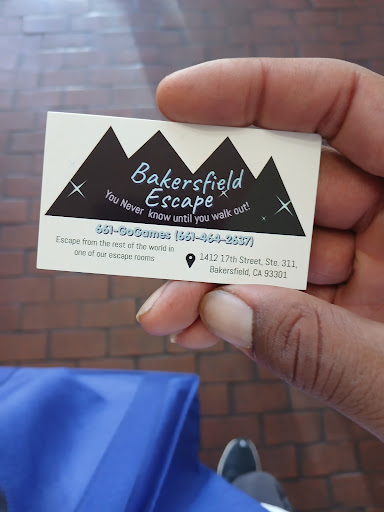 Bakersfield
Escape
You Never know until you walk out!
661-GoGames (661-464-2637)
Escape from the rest of the world in
one of our escape rooms
1412 17th Street, Ste. 311,
Bakersfield, CA 93301